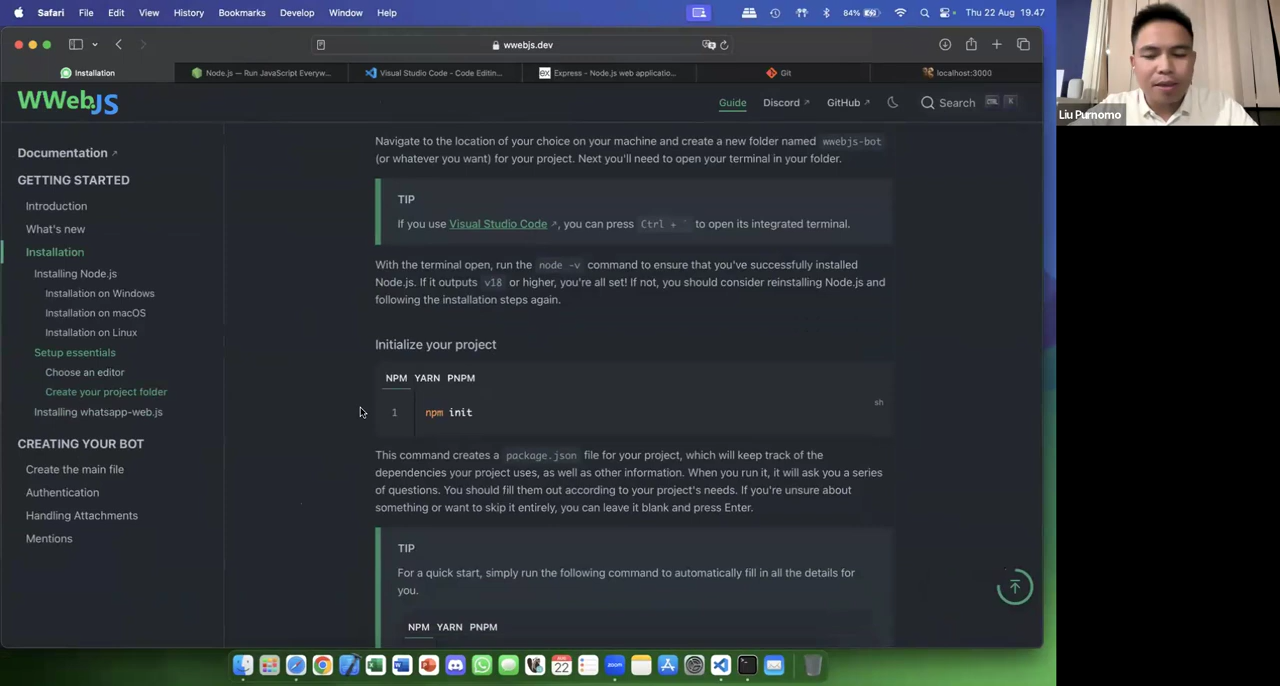 Safari File Edit View History Bookmarks Develop Window Help
84% Thu 22 Aug 19.47
wwebjs.dev
Installation
Node.js — Run JavaScript Everyw...
Visual Studio Code - Code Editin...
Express - Node.js web applicatio...
Git
localhost:3000
WWebJS
Guide Discord GitHub Search CTRL K
Documentation
GETTING STARTED
Introduction
What's new
Installation
Installing Node.js
Installation on Windows
Installation on macOS
Installation on Linux
Setup essentials
Choose an editor
Create your project folder
Installing whatsapp-web.js
CREATING YOUR BOT
Create the main file
Authentication
Handling Attachments
Mentions
Navigate to the location of your choice on your machine and create a new folder named wwebjs-bot
(or whatever you want) for your project. Next you'll need to open your terminal in your folder.
TIP
If you use Visual Studio Code, you can press Ctrl + ` to open its integrated terminal.
With the terminal open, run the node -v command to ensure that you've successfully installed
Node.js. If it outputs v18 or higher, you're all set! If not, you should consider reinstalling Node.js and
following the installation steps again.
Initialize your project
NPM YARN PNPM
sh
1 npm init
This command creates a package.json file for your project, which will keep track of the
dependencies your project uses, as well as other information. When you run it, it will ask you a series
of questions. You should fill them out according to your project's needs. If you're unsure about
something or want to skip it entirely, you can leave it blank and press Enter.
TIP
For a quick start, simply run the following command to automatically fill in all the details for
you.
NPM YARN PNPM
Liu Purnomo
22
zoom